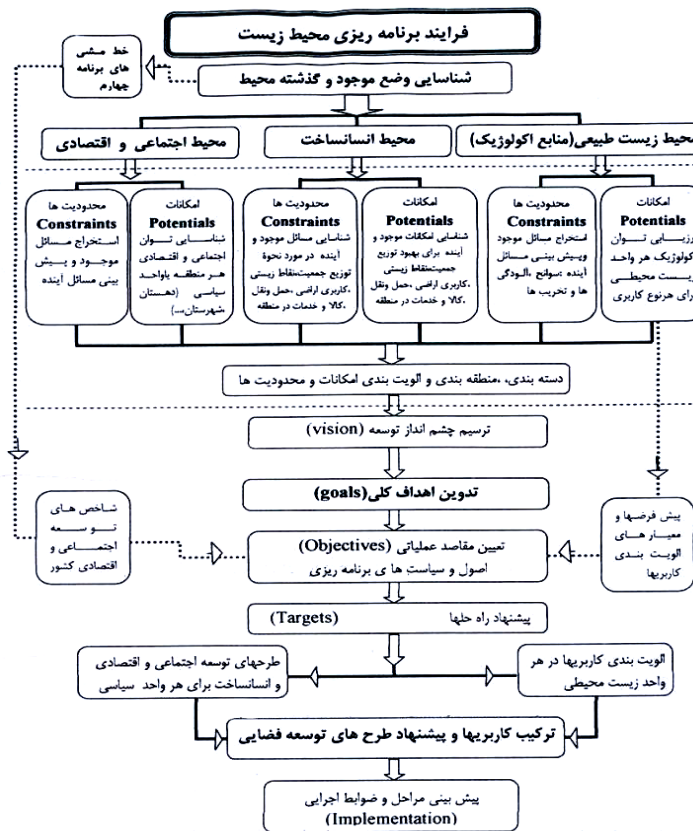 فرایند برنامه ریزی محیط زیست
خط مشی
های برنامه
چهارم
شناسایی وضع موجود و گذشته محیط
محیط زیست طبیعی(منابع اکولوژیک)
محیط انسانساخت
محیط اجتماعی و اقتصادی
امکانات
Potentials
توان
هر واحد
زیست محیطی
هرنوع کاربری
محدودیت ها
Constraints
استخراج مسائل موجود
وپیش بینی مسائل
آینده :سوانح ،آلودگی
ها و تخریب ها
امکانات
Potentials
شناسایی امکانات موجود و
آینده برای بهبود توزیع
جمعیت،نقاط زیستی
،کاربری اراضی ،حمل ونقل
،کالا و خدمات در منطقه
محدودیت ها
Constraints
شناسایی مسائل موجود و
آینده در مورد نحوة
توزیع جمعیت،نقاط زیستی
،کاربری اراضی ،حمل ونقل
،کالا و خدمات در منطقه
امکانات
Potentials
شناسایی توان
اجتماعی و اقتصادی
هر منطقه یاواحد
سیاسی (دهستان
،شهرستان،...)
محدودیت ها
Constraints
استخراج مسائل
موجود و پیش
بینی مسائل آینده
دسته بندی، ،منطقه بندی و الویت بندی امکانات و محدودیت ها
ترسیم چشم انداز توسعه (vision)
تدوین اهداف کلی(goals)
شاخص های
توسعه
اجتماعی و
اقتصادی کشور
تعیین مقاصد عملیاتی (Objectives)
اصول و سیاست ها ی برنامه ریزی
پیش فرضها و
معیار های
الویت بندی
کاربریها
پیشنهاد راه حلها (Targets)
الویت بندی کاربریها در هر
واحد زیست محیطی
طرحهای توسعه اجتماعی و اقتصادی
و انسانساخت برای هر واحد سیاسی
ترکیب کاربریها و پیشنهاد طرح های توسعه فضایی
پیش بینی مراحل و ضوابط اجرایی
(Implementation)